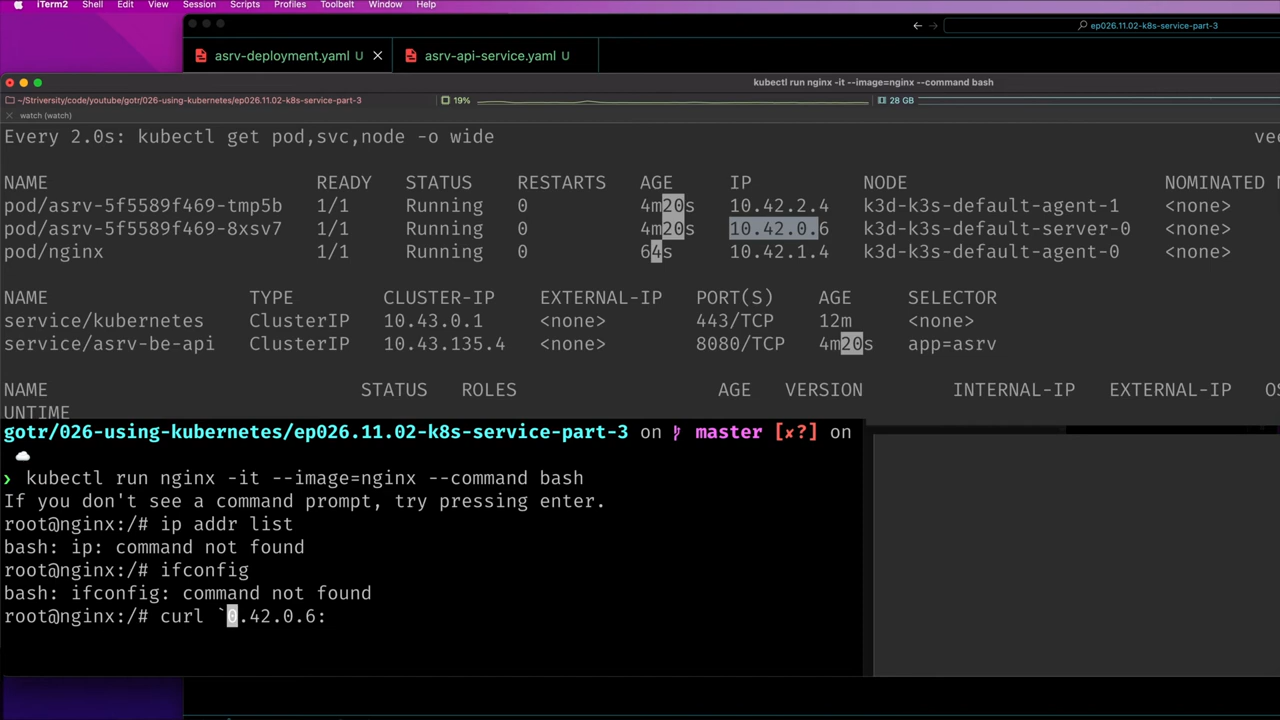 iTerm2 Shell Edit View Session Scripts Profiles Toolbelt Window Help
ep026.11.02-k8s-service-part-3
asrv-deployment.yaml U asrv-api-service.yaml U
kubectl run nginx -it --image=nginx --command bash
~/Striversity/code/youtube/gotr/026-using-kubernetes/ep026.11.02-k8s-service-part-3 19% 28 GB
watch (watch)
Every 2.0s: kubectl get pod,svc,node -o wide
NAME READY STATUS RESTARTS AGE IP NODE NOMINATED
pod/asrv-5f5589f469-tmp5b 1/1 Running 0 4m20s 10.42.2.4 k3d-k3s-default-agent-1 <none>
pod/asrv-5f5589f469-8xsv7 1/1 Running 0 4m20s 10.42.0.6 k3d-k3s-default-server-0 <none>
pod/nginx 1/1 Running 0 64s 10.42.1.4 k3d-k3s-default-agent-0 <none>
NAME TYPE CLUSTER-IP EXTERNAL-IP PORT(S) AGE SELECTOR
service/kubernetes ClusterIP 10.43.0.1 <none> 443/TCP 12m <none>
service/asrv-be-api ClusterIP 10.43.135.4 <none> 8080/TCP 4m20s app=asrv
NAME STATUS ROLES AGE VERSION INTERNAL-IP EXTERNAL-IP
UNTIME
gotr/026-using-kubernetes/ep026.11.02-k8s-service-part-3 on master [✘?] on
❯ kubectl run nginx -it --image=nginx --command bash
If you don't see a command prompt, try pressing enter.
root@nginx:/# ip addr list
bash: ip: command not found
root@nginx:/# ifconfig
bash: ifconfig: command not found
root@nginx:/# curl `0.42.0.6: